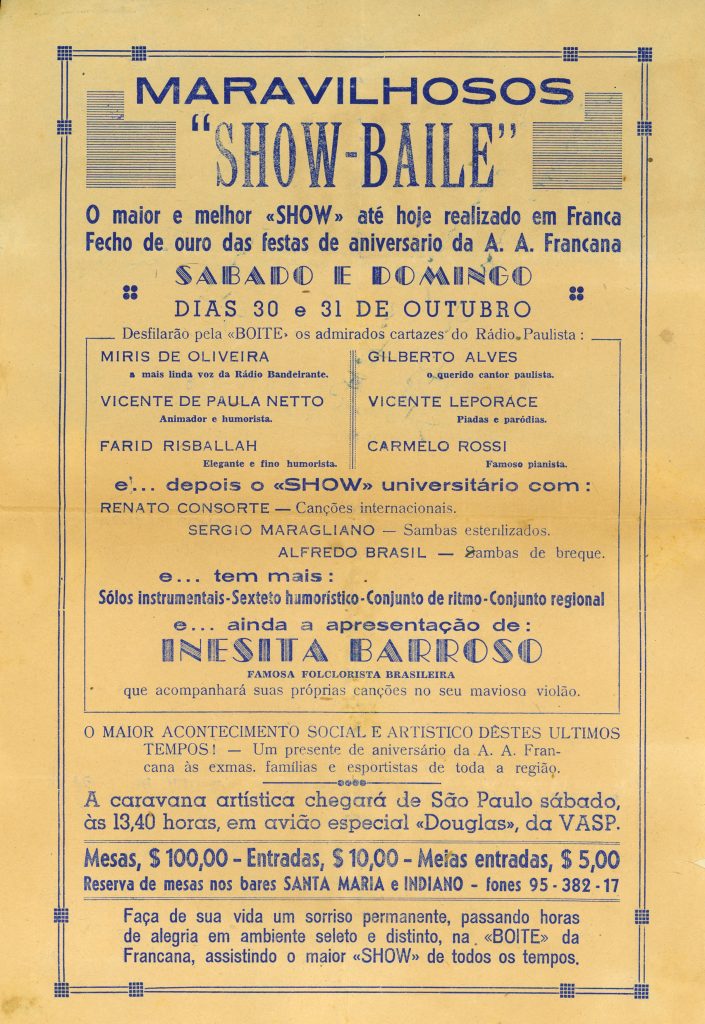 MARAVILHOSOS
"SHOW-BAILE"
O maior e melhor «SHOW» até hoje realizado em Franca
Fecho de ouro das festas de aniversario da A. A. Francana
SABADO E DOMINGO
DIAS 30 e 31 DE OUTUBRO
Desfilarão pela «BOITE» os admirados cartazes do Rádio Paulista :
MIRIS DE OLIVEIRA
a mais linda voz da Rádio Bandeirante.
VICENTE DE PAULA NETTO
Animador e humorista.
FARID RISBALLAH
Elegante e fino humorista.
GILBERTO ALVES
o querido cantor paulista.
VICENTE LEPORACE
Piadas e paródias.
CARMELO ROSSI
Famoso pianista.
e... depois o «SHOW» universitário com :
RENATO CONSORTE — Canções internacionais.
SERGIO MARAGLIANO — Sambas esterilizados.
ALFREDO BRASIL — Sambas de breque.
e... tem mais :
Sólos instrumentais-Sexteto humorístico-Conjunto de ritmo-Conjunto regional
e... ainda a apresentação de :
INESITA BARROSO
FAMOSA FOLCLORISTA BRASILEIRA
que acompanhará suas próprias canções no seu mavioso violão.
O MAIOR ACONTECIMENTO SOCIAL E ARTISTICO DÊSTES ULTIMOS
TEMPOS ! — Um presente de aniversário da A. A. Fran-
cana às exmas. famílias e esportistas de toda a região.
A caravana artística chegará de São Paulo sábado,
às 13,40 horas, em avião especial «Douglas», da VASP.
Mesas, $ 100,00 - Entradas, $ 10,00 - Meias entradas, $ 5,00
Reserva de mesas nos bares SANTA MARIA e INDIANO - fones 95 - 382 - 17
Faça de sua vida um sorriso permanente, passando horas
de alegria em ambiente seleto e distinto, na «BOITE» da
Francana, assistindo o maior «SHOW» de todos os tempos.